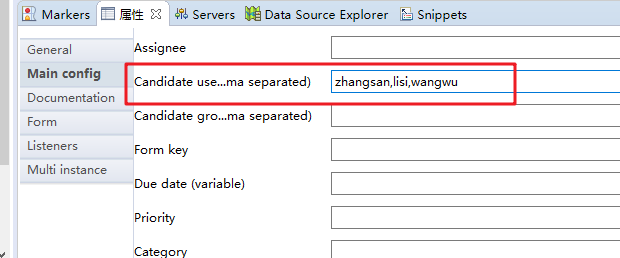 Markers 属性 Servers Data Source Explorer Snippets
General
Main config
Documentation
Form
Listeners
Multi instance
Assignee
Candidate use...ma separated) zhangsan,lisi,wangwu
Candidate gro...ma separated)
Form key
Due date (variable)
Priority
Category